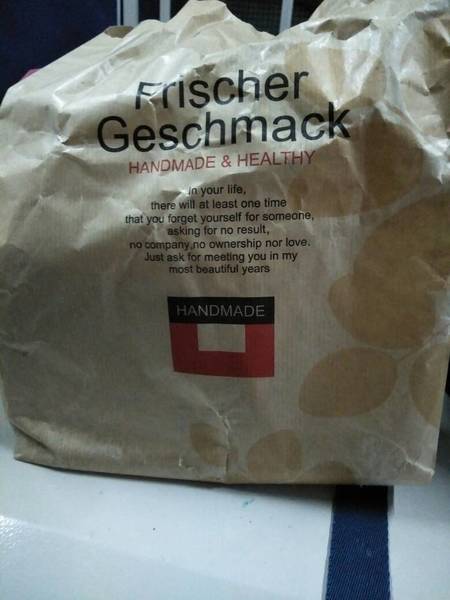 Frischer
Geschmack
HANDMADE & HEALTHY
In your life,
there will at least one time
that you forget yourself for someone,
asking for no result,
no company,no ownership nor love.
Just ask for meeting you in my
most beautiful years
HANDMADE